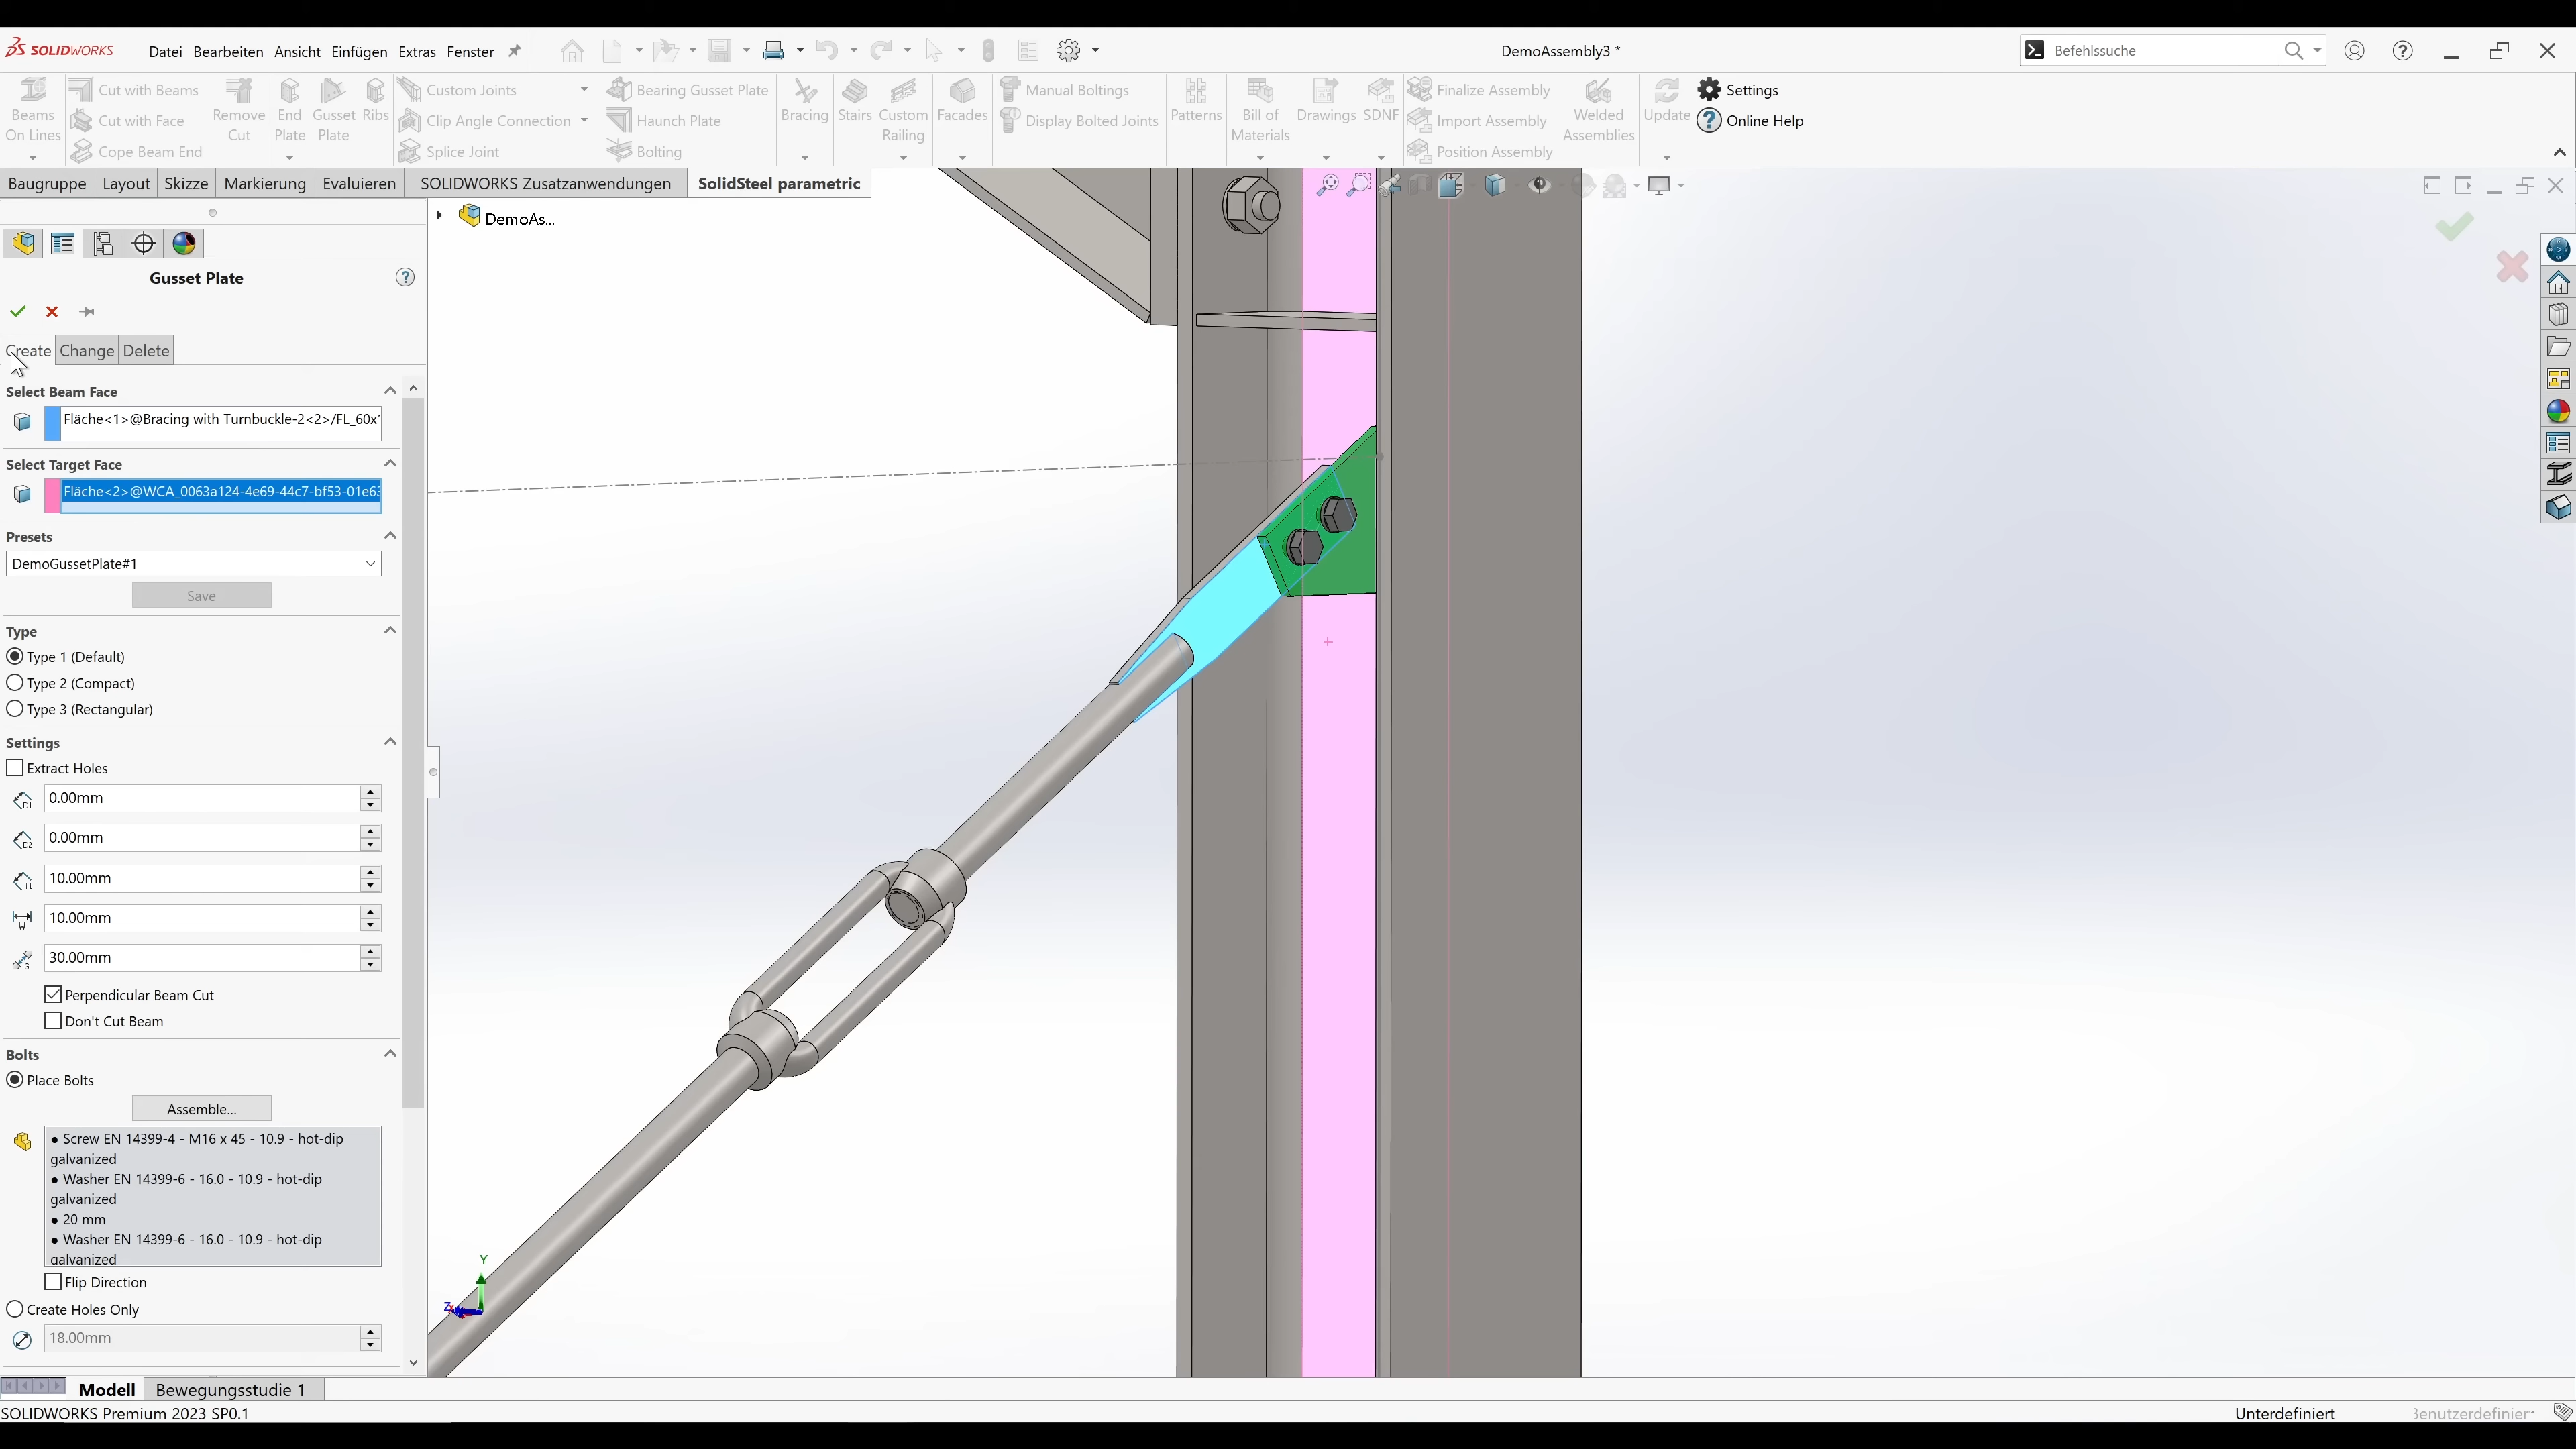 SOLIDWORKS
Datei Bearbeiten Ansicht Einfügen Extras Fenster
DemoAssembly3 *
Befehlssuche
Beams On Lines
Cut with Beams
Cut with Face
Cope Beam End
Remove Cut
End Plate
Gusset Plate
Ribs
Custom Joints
Clip Angle Connection
Splice Joint
Bearing Gusset Plate
Haunch Plate
Bolting
Bracing
Stairs
Custom Railing
Facades
Manual Boltings
Display Bolted Joints
Patterns
Bill of Materials
Drawings
SDNF
Finalize Assembly
Import Assembly
Position Assembly
Welded Assemblies
Update
Settings
Online Help
Baugruppe Layout Skizze Markierung Evaluieren SOLIDWORKS Zusatzanwendungen SolidSteel parametric
DemoAs...
Gusset Plate
Create Change Delete
Select Beam Face
Fläche<1>@Bracing with Turnbuckle-2<2>/FL_60x
Select Target Face
Fläche<2>@WCA_0063a124-4e69-44c7-bf53-01e63
Presets
DemoGussetPlate#1
Save
Type
Type 1 (Default)
Type 2 (Compact)
Type 3 (Rectangular)
Settings
Extract Holes
D1 0.00mm
D2 0.00mm
T1 10.00mm
W 10.00mm
G 30.00mm
Perpendicular Beam Cut
Don't Cut Beam
Bolts
Place Bolts
Assemble...
● Screw EN 14399-4 - M16 x 45 - 10.9 - hot-dip
galvanized
● Washer EN 14399-6 - 16.0 - 10.9 - hot-dip
galvanized
● 20 mm
● Washer EN 14399-6 - 16.0 - 10.9 - hot-dip
galvanized
Flip Direction
Create Holes Only
18.00mm
Y
Z
Modell Bewegungsstudie 1
SOLIDWORKS Premium 2023 SP0.1
Unterdefiniert